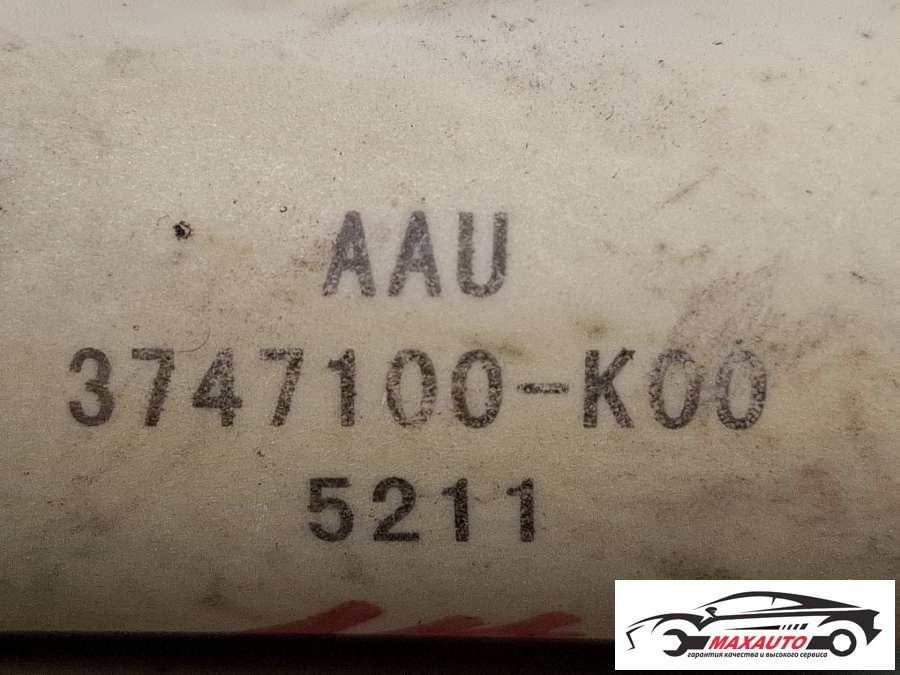 AAU
3747100-K00
5211
MAXAUTO
гарантия качества и высокого сервиса